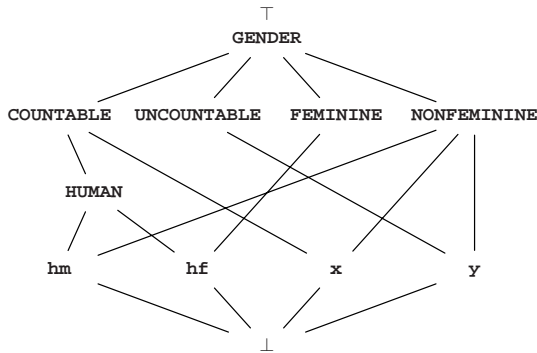 ⊤
GENDER
COUNTABLE UNCOUNTABLE FEMININE NONFEMININE
HUMAN
hm hf x y
⊥